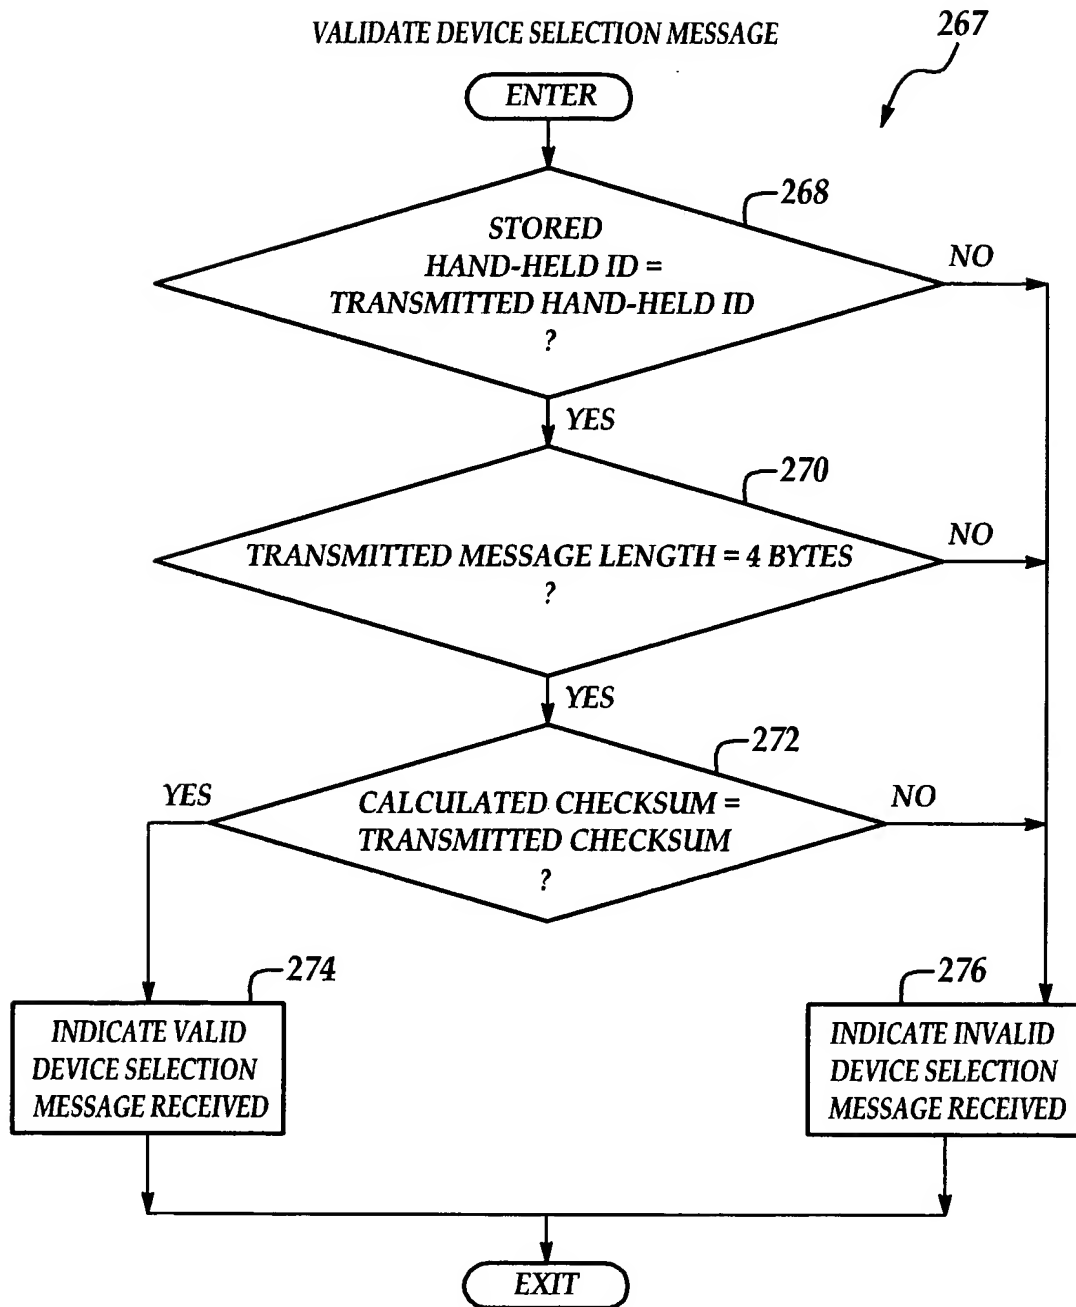 VALIDATE DEVICE SELECTION MESSAGE
267
ENTER
268
STORED
HAND-HELD ID =
TRANSMITTED HAND-HELD ID
?
NO
YES
270
TRANSMITTED MESSAGE LENGTH = 4 BYTES
?
NO
YES
272
CALCULATED CHECKSUM =
TRANSMITTED CHECKSUM
?
YES
NO
274
INDICATE VALID
DEVICE SELECTION
MESSAGE RECEIVED
276
INDICATE INVALID
DEVICE SELECTION
MESSAGE RECEIVED
EXIT